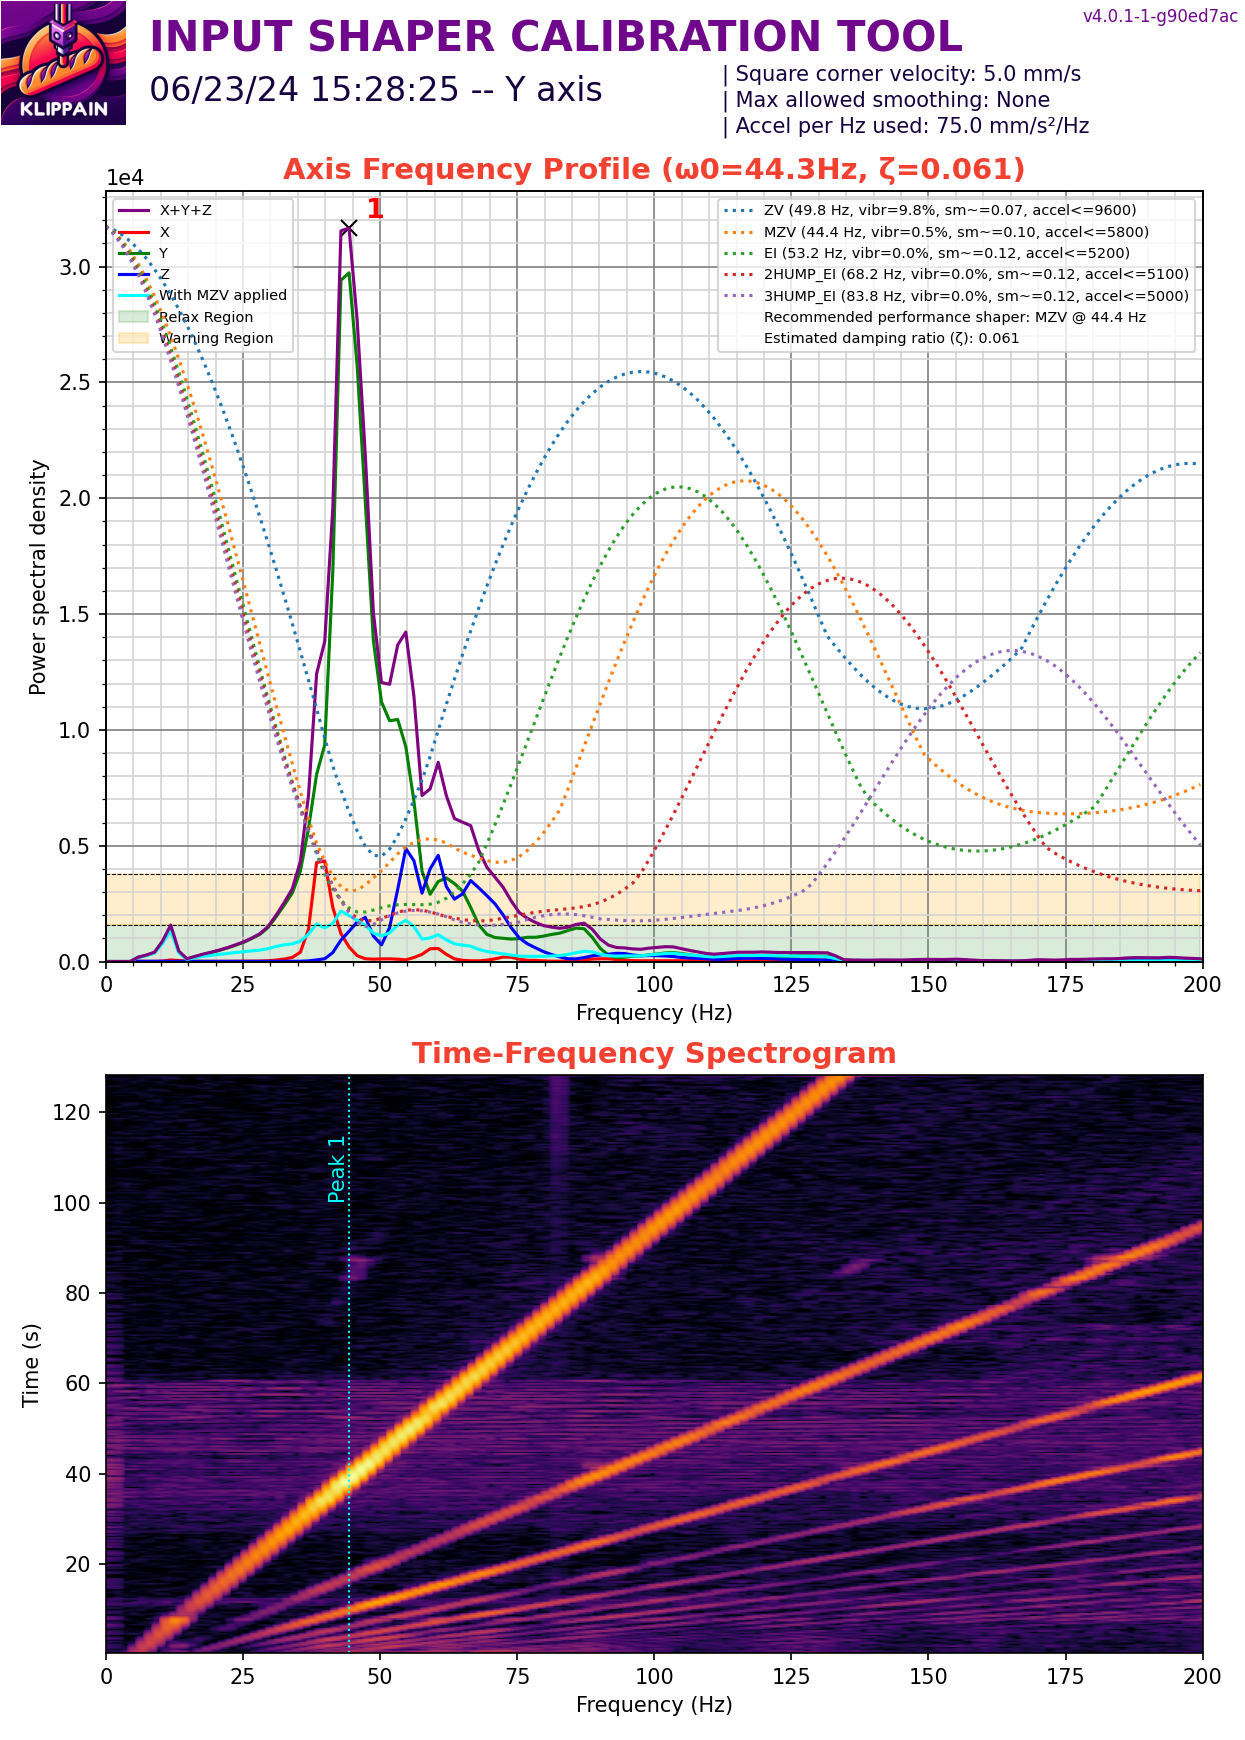 v4.0.1-1-g90ed7ac
INPUT SHAPER CALIBRATION TOOL
KLIPPAIN
06/23/24 15:28:25 -- Y axis
| Square corner velocity: 5.0 mm/s
| Max allowed smoothing: None
| Accel per Hz used: 75.0 mm/s²/Hz
Axis Frequency Profile (ω0=44.3Hz, ζ=0.061)
1e4
1
X+Y+Z
X
Y
Z
With MZV applied
Relax Region
Warning Region
ZV (49.8 Hz, vibr=9.8%, sm~=0.07, accel<=9600)
MZV (44.4 Hz, vibr=0.5%, sm~=0.10, accel<=5800)
EI (53.2 Hz, vibr=0.0%, sm~=0.12, accel<=5200)
2HUMP_EI (68.2 Hz, vibr=0.0%, sm~=0.12, accel<=5100)
3HUMP_EI (83.8 Hz, vibr=0.0%, sm~=0.12, accel<=5000)
Recommended performance shaper: MZV @ 44.4 Hz
Estimated damping ratio (ζ): 0.061
3.0
2.5
2.0
1.5
1.0
0.5
0.0
Power spectral density
0 25 50 75 100 125 150 175 200
Frequency (Hz)
Time-Frequency Spectrogram
Peak 1
120
100
80
60
40
20
Time (s)
0 25 50 75 100 125 150 175 200
Frequency (Hz)